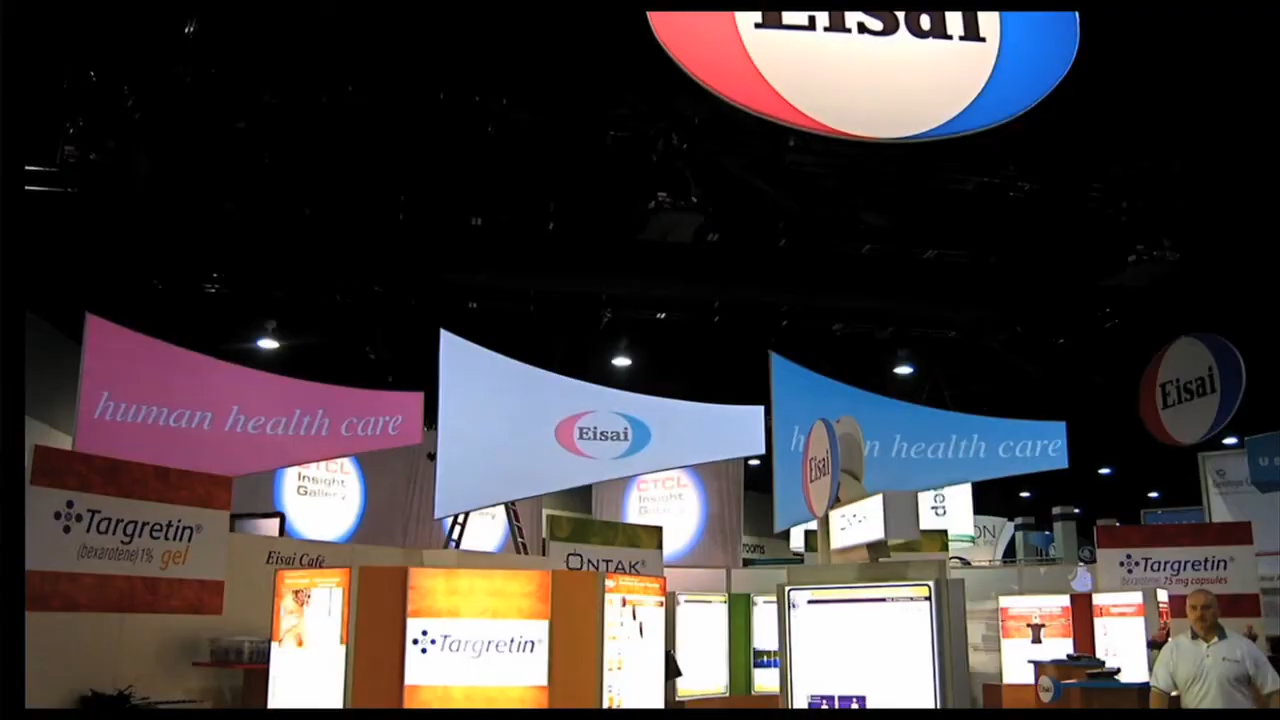 Eisai
human health care
Eisai
human health care
Eisai
Eisai
CTCL
Insight
Gallery
CTCL
Insight
Targretin®
(bexarotene) 1% gel
Eisai Café
ONTAK®
rooms
Targretin®
(bexarotene) 75 mg capsules
Targretin®